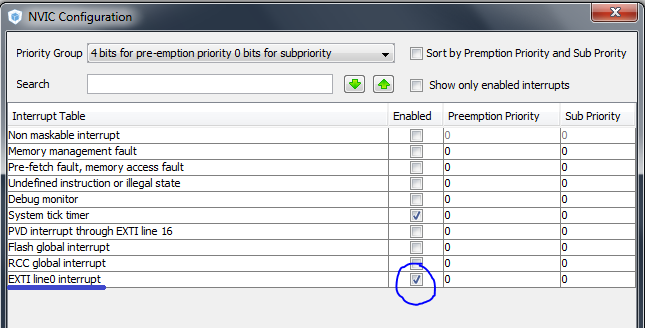 NVIC Configuration
Priority Group 4 bits for pre-emption priority 0 bits for subpriority Sort by Premption Priority and Sub Priority
Search Show only enabled interrupts
Interrupt Table Enabled Preemption Priority Sub Priority
Non maskable interrupt 0 0
Memory management fault 0 0
Pre-fetch fault, memory access fault 0 0
Undefined instruction or illegal state 0 0
Debug monitor 0 0
System tick timer 0 0
PVD interrupt through EXTI line 16 0 0
Flash global interrupt 0 0
RCC global interrupt 0 0
EXTI line0 interrupt 0 0